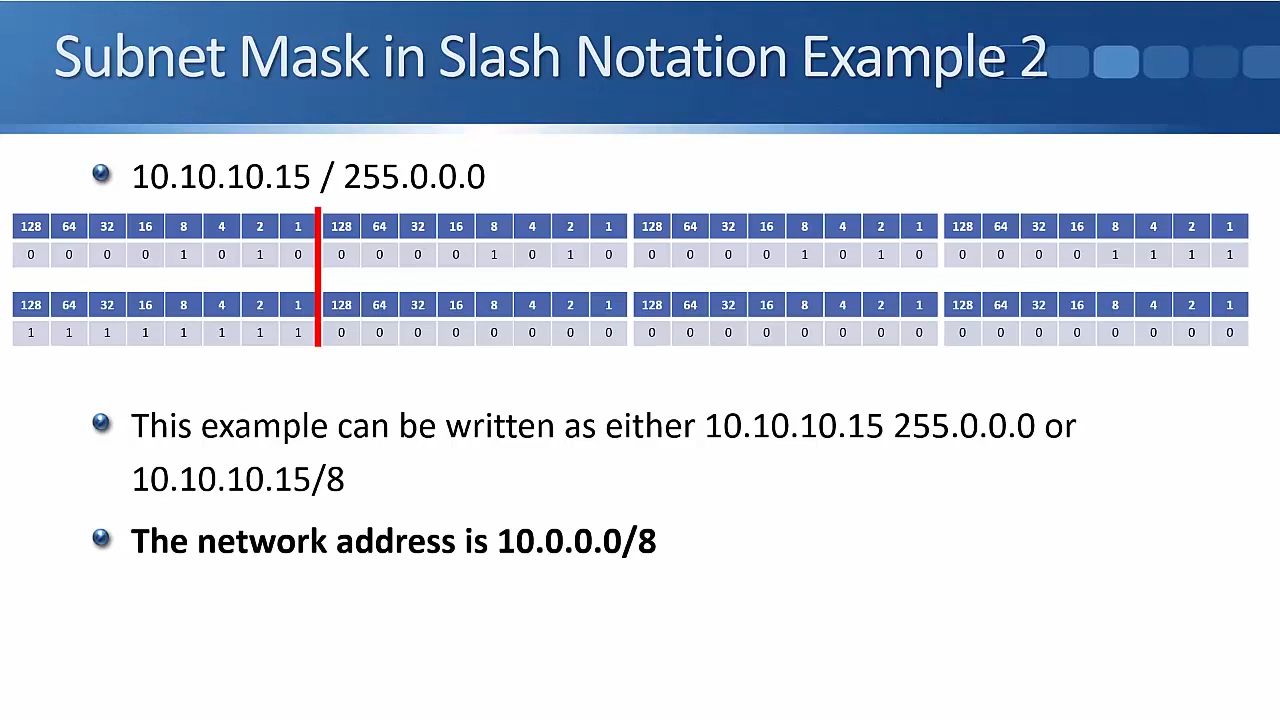 Subnet Mask in Slash Notation Example 2
10.10.10.15 / 255.0.0.0
128 64 32 16 8 4 2 1 128 64 32 16 8 4 2 1 128 64 32 16 8 4 2 1 128 64 32 16 8 4 2 1
0 0 0 0 1 0 1 0 0 0 0 0 1 0 1 0 0 0 0 0 1 0 1 0 0 0 0 0 1 1 1 1
128 64 32 16 8 4 2 1 128 64 32 16 8 4 2 1 128 64 32 16 8 4 2 1 128 64 32 16 8 4 2 1
1 1 1 1 1 1 1 1 0 0 0 0 0 0 0 0 0 0 0 0 0 0 0 0 0 0 0 0 0 0 0 0
This example can be written as either 10.10.10.15 255.0.0.0 or
10.10.10.15/8
The network address is 10.0.0.0/8